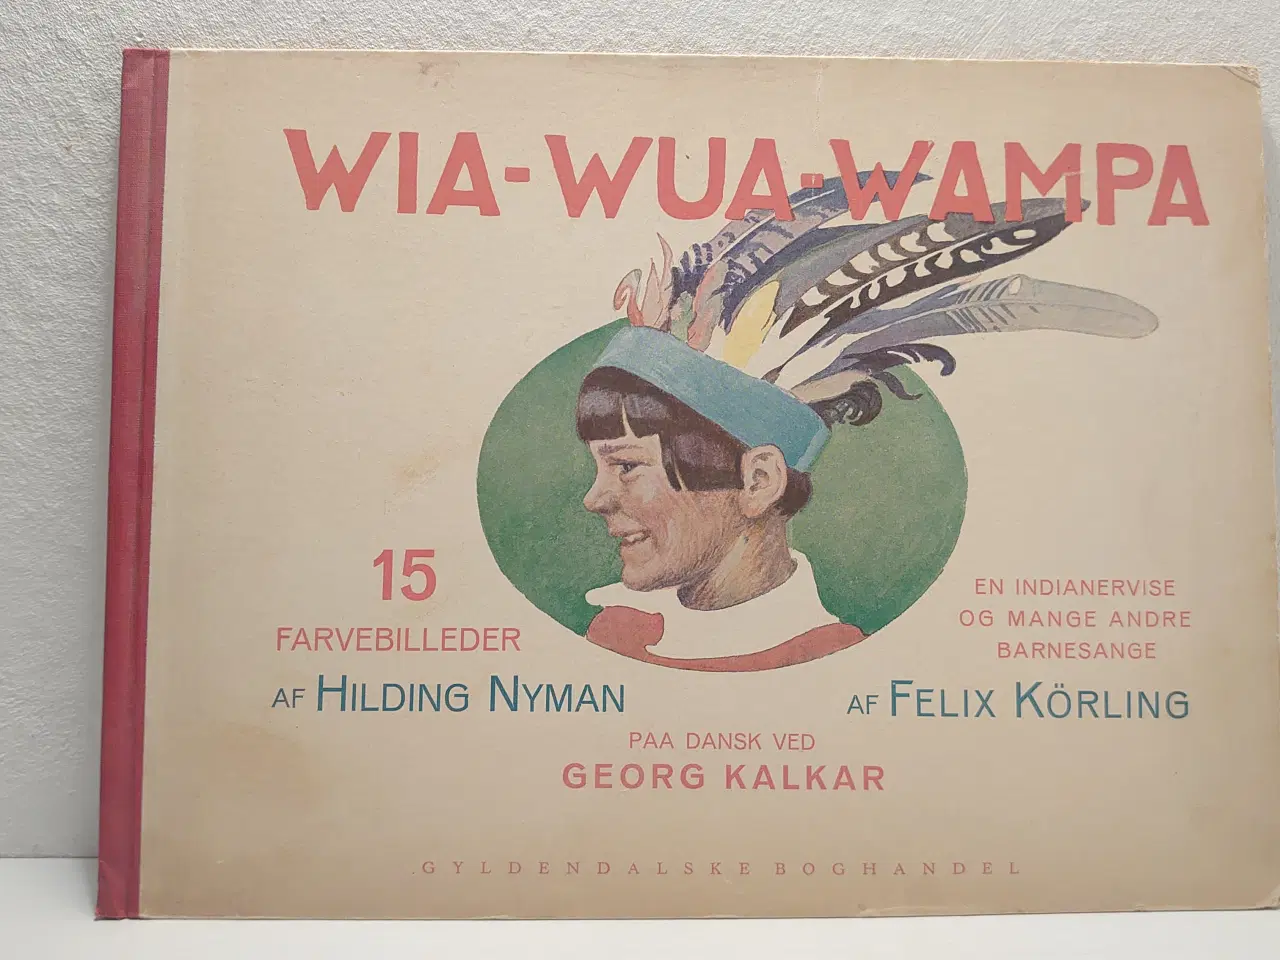 WIA-WUA-WAMPA
15
FARVEBILLEDER
AF HILDING NYMAN
EN INDIANERVISE
OG MANGE ANDRE
BARNESANGE
AF FELIX KÖRLING
PAA DANSK VED
GEORG KALKAR
GYLDENDALSKE BOGHANDEL